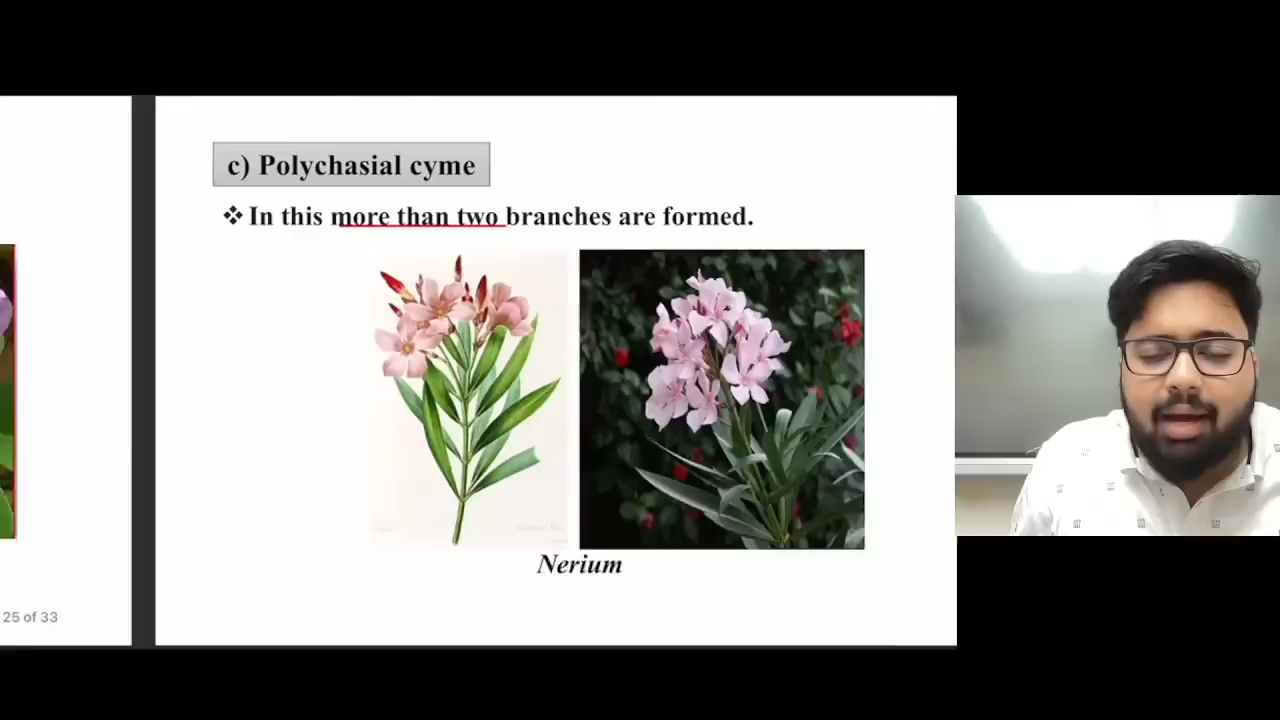 c) Polychasial cyme
❖ In this more than two branches are formed.
Nerium
25 of 33